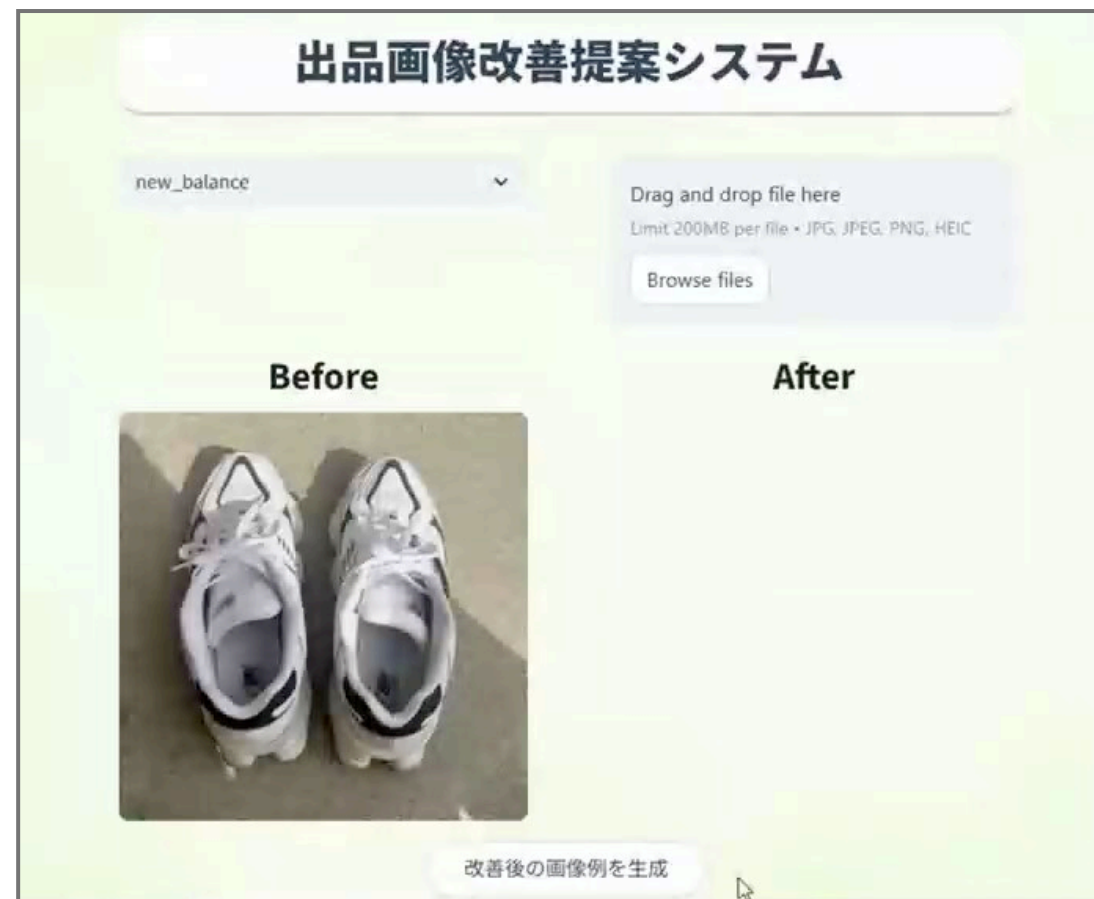 出品画像改善提案システム
new_balance
Drag and drop file here
Limit 200MB per file • JPG, JPEG, PNG, HEIC
Browse files
Before
After
改善後の画像例を生成